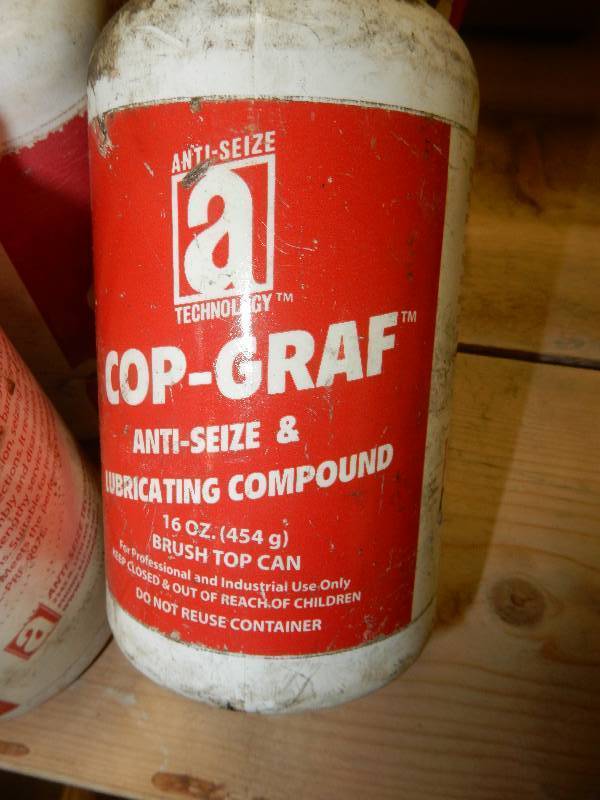 ANTI-SEIZE
a
TECHNOLOGY™
COP-GRAF™
ANTI-SEIZE &
LUBRICATING COMPOUND
16 OZ. (454 g)
BRUSH TOP CAN
For Professional and Industrial Use Only
KEEP CLOSED & OUT OF REACH OF CHILDREN
DO NOT REUSE CONTAINER
a